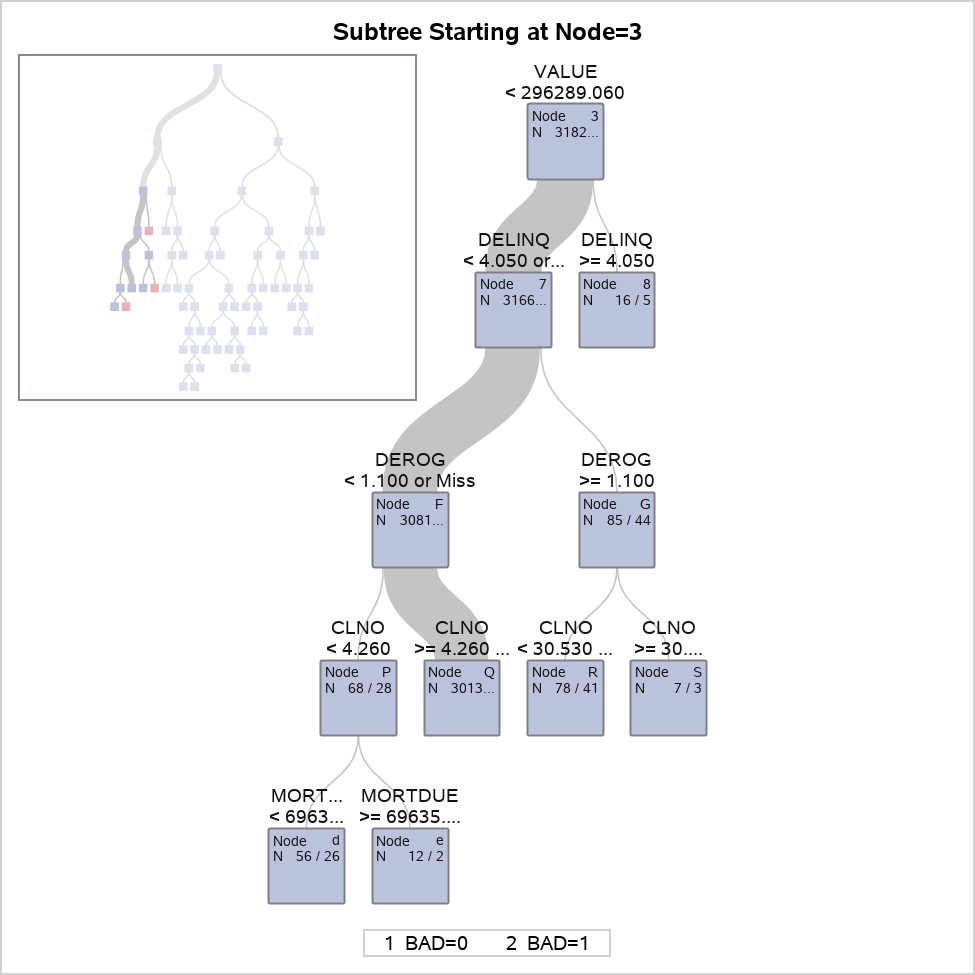 Subtree Starting at Node=3
VALUE
< 296289.060
Node 3
N 3182...
DELINQ
< 4.050 or...
DELINQ
>= 4.050
Node 7
N 3166...
Node 8
N 16 / 5
DEROG
< 1.100 or Miss
DEROG
>= 1.100
Node F
N 3081...
Node G
N 85 / 44
CLNO
< 4.260
CLNO
>= 4.260 ...
CLNO
< 30.530 ...
CLNO
>= 30....
Node P
N 68 / 28
Node Q
N 3013...
Node R
N 78 / 41
Node S
N 7 / 3
MORT...
< 6963...
MORTDUE
>= 69635....
Node d
N 56 / 26
Node e
N 12 / 2
1 BAD=0 2 BAD=1